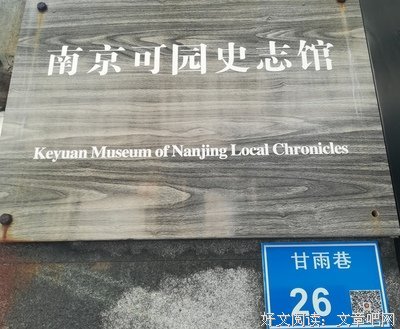 南京可园史志馆
Keyuan Museum of Nanjing Local Chronicles
甘雨巷
26
好文阅读：文章吧网